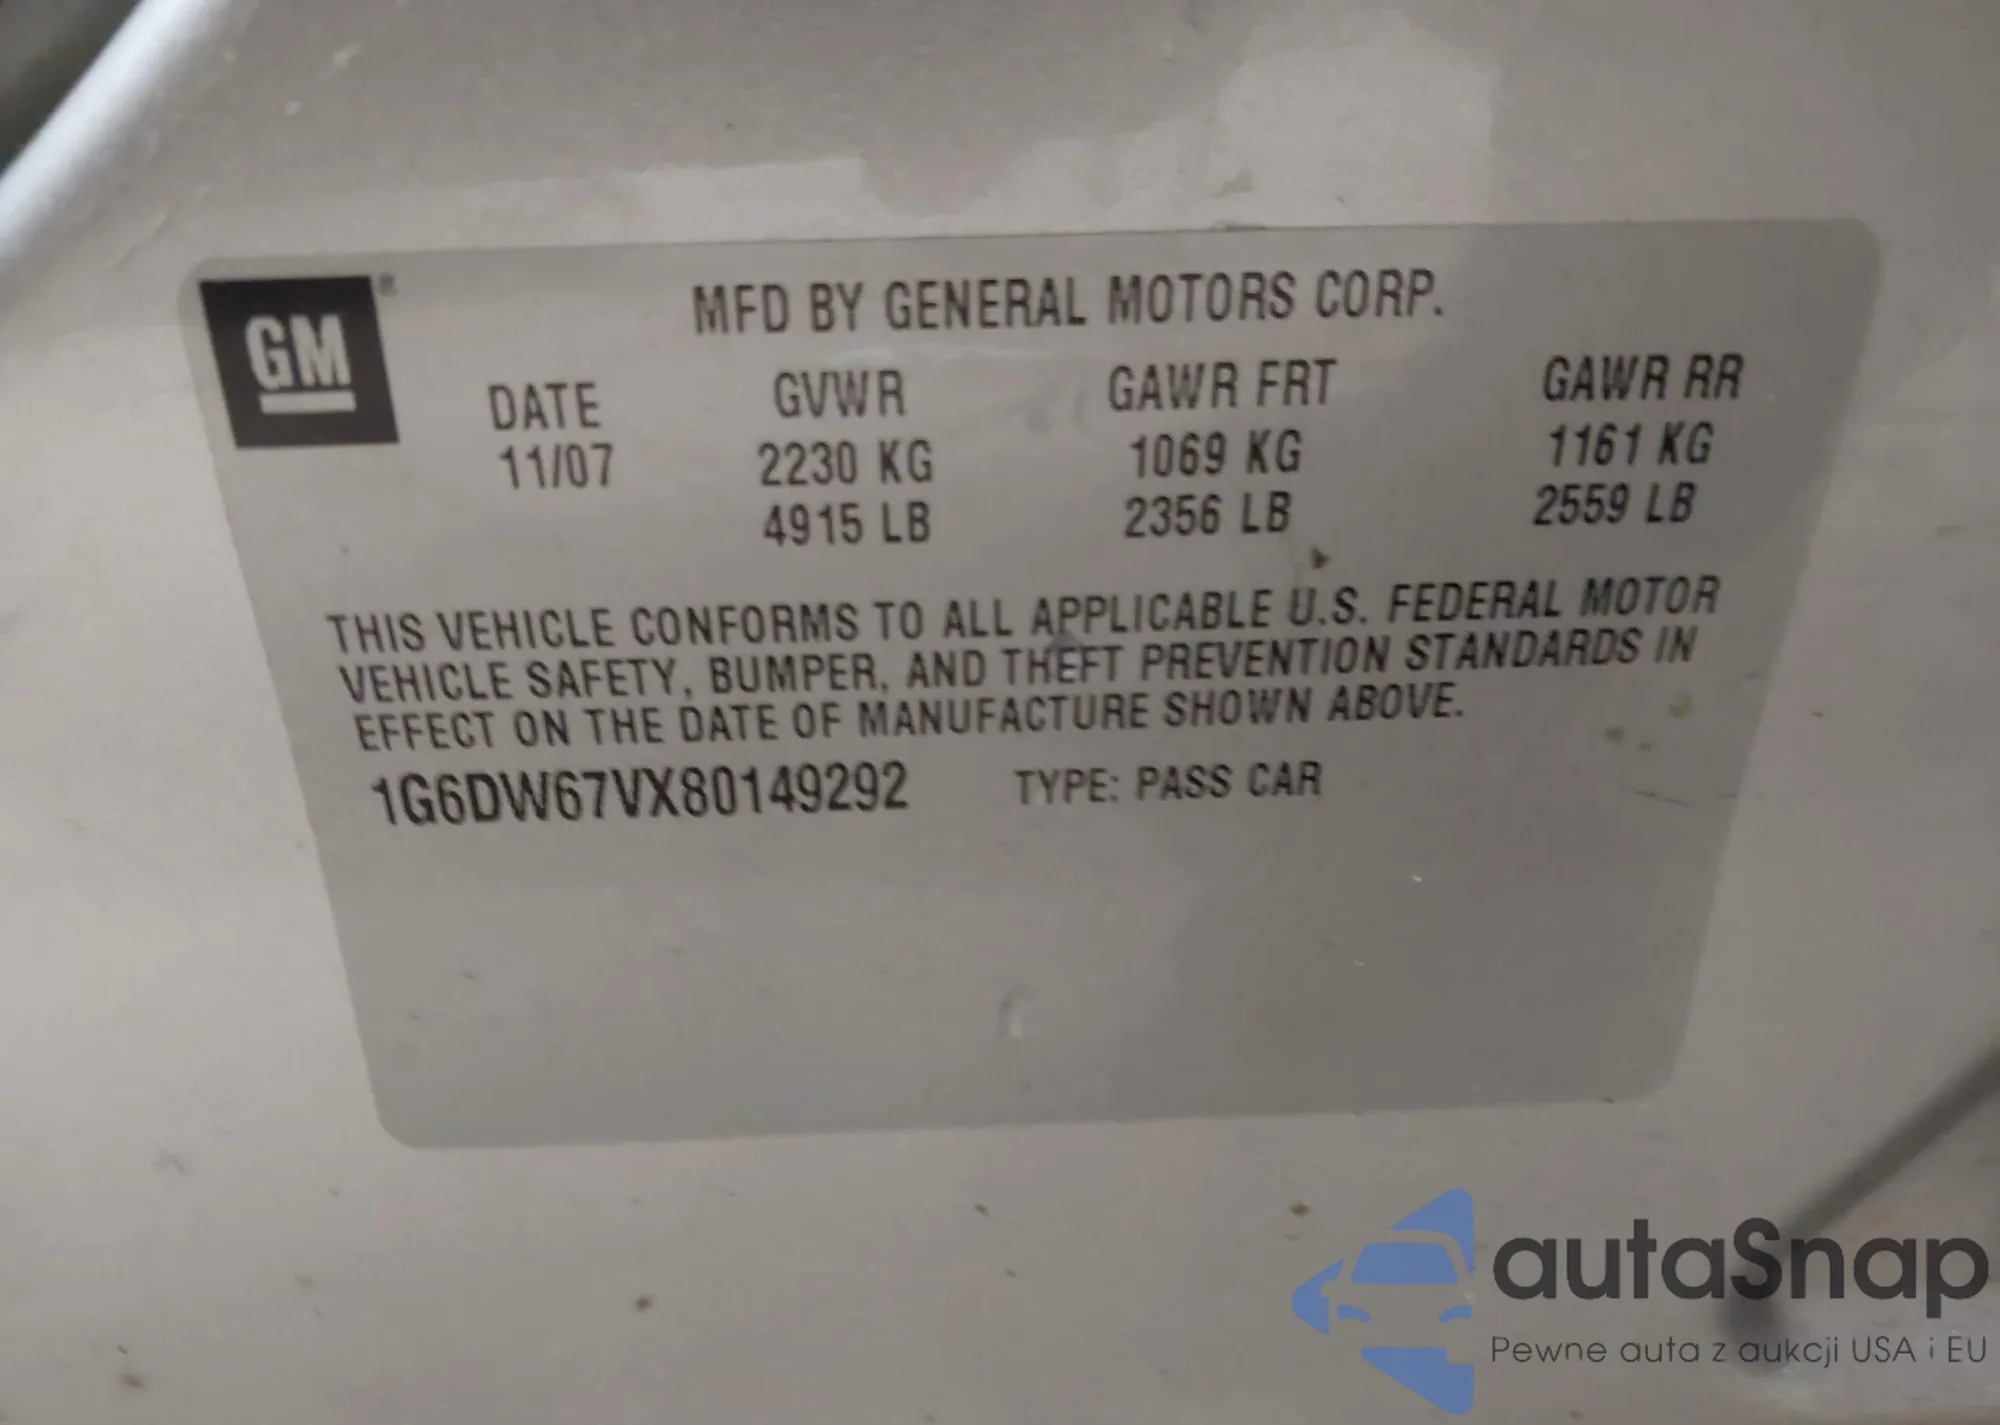 GM
MFD BY GENERAL MOTORS CORP.
DATE GVWR GAWR FRT GAWR RR
11/07 2230 KG 1069 KG 1161 KG
4915 LB 2356 LB 2559 LB
THIS VEHICLE CONFORMS TO ALL APPLICABLE U.S. FEDERAL MOTOR
VEHICLE SAFETY, BUMPER, AND THEFT PREVENTION STANDARDS IN
EFFECT ON THE DATE OF MANUFACTURE SHOWN ABOVE.
1G6DW67VX80149292 TYPE: PASS CAR
autaSnap
Pewne auta z aukcji USA i EU